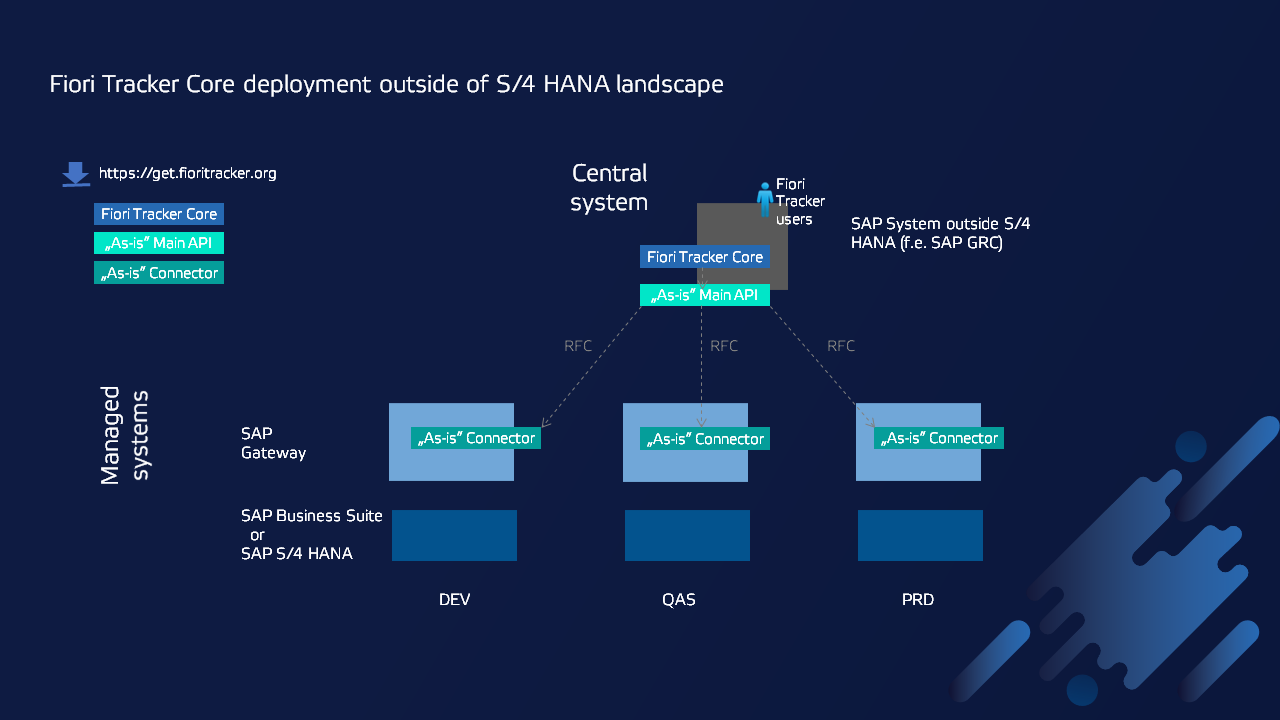 Fiori Tracker Core deployment outside of S/4 HANA landscape
https://get.fioritracker.org
Fiori Tracker Core
„As-is” Main API
„As-is” Connector
Central
system
Fiori
Tracker
users
SAP System outside S/4
HANA (f.e. SAP GRC)
Fiori Tracker Core
„As-is” Main API
RFC
RFC
RFC
Managed
systems
SAP
Gateway
„As-is” Connector
„As-is” Connector
„As-is” Connector
SAP Business Suite
or
SAP S/4 HANA
DEV
QAS
PRD